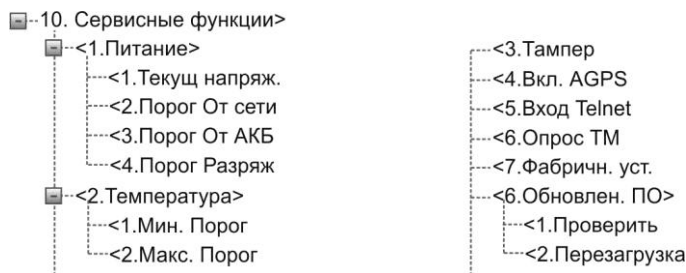 10. Сервисные функции>
<1.Питание>
<1.Текущ напряж.
<2.Порог От сети
<3.Порог От АКБ
<4.Порог Разряж
<2.Температура>
<1.Мин. Порог
<2.Макс. Порог
<3.Тампер
<4.Вкл. AGPS
<5.Вход Telnet
<6.Опрос ТМ
<7.Фабричн. уст.
<6.Обновлен. ПО>
<1.Проверить
<2.Перезагрузка